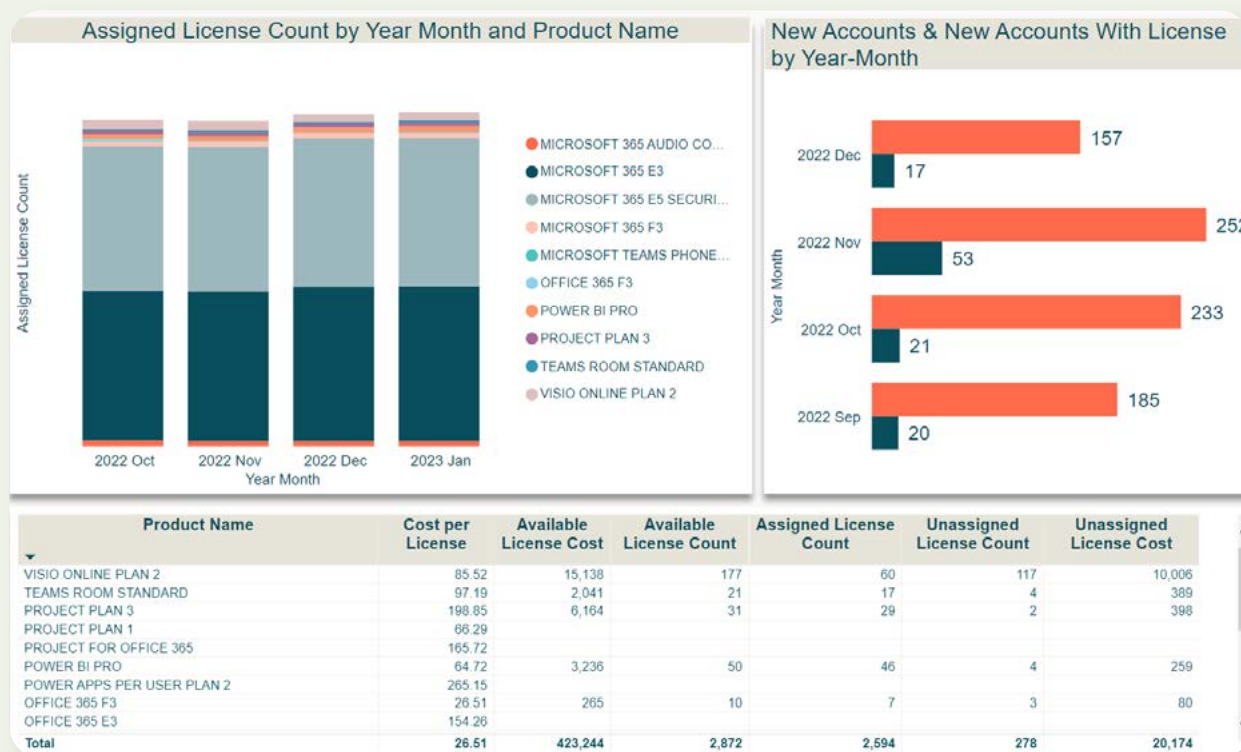 Assigned License Count by Year Month and Product Name
Assigned License Count
2022 Oct
2022 Nov
2022 Dec
2023 Jan
Year Month
MICROSOFT 365 AUDIO CO...
MICROSOFT 365 E3
MICROSOFT 365 E5 SECURI...
MICROSOFT 365 F3
MICROSOFT TEAMS PHONE...
OFFICE 365 F3
POWER BI PRO
PROJECT PLAN 3
TEAMS ROOM STANDARD
VISIO ONLINE PLAN 2
New Accounts & New Accounts With License
by Year-Month
Year Month
2022 Dec
157
17
2022 Nov
252
53
2022 Oct
233
21
2022 Sep
185
20
Product Name Cost per License Available License Cost Available License Count Assigned License Count Unassigned License Count Unassigned License Cost
VISIO ONLINE PLAN 2 85.52 15,138 177 60 117 10,006
TEAMS ROOM STANDARD 97.19 2,041 21 17 4 389
PROJECT PLAN 3 198.85 6,164 31 29 2 398
PROJECT PLAN 1 66.29
PROJECT FOR OFFICE 365 165.72
POWER BI PRO 64.72 3,236 50 46 4 259
POWER APPS PER USER PLAN 2 265.15
OFFICE 365 F3 26.51 265 10 7 3 80
OFFICE 365 E3 154.26
Total 26.51 423,244 2,872 2,594 278 20,174